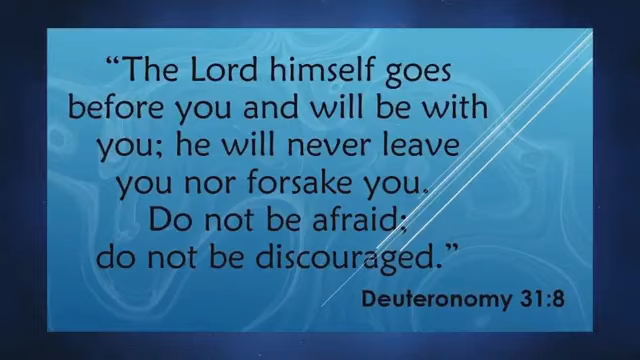 “The Lord himself goes
before you and will be with
you; he will never leave
you nor forsake you.
Do not be afraid;
do not be discouraged.”
Deuteronomy 31:8